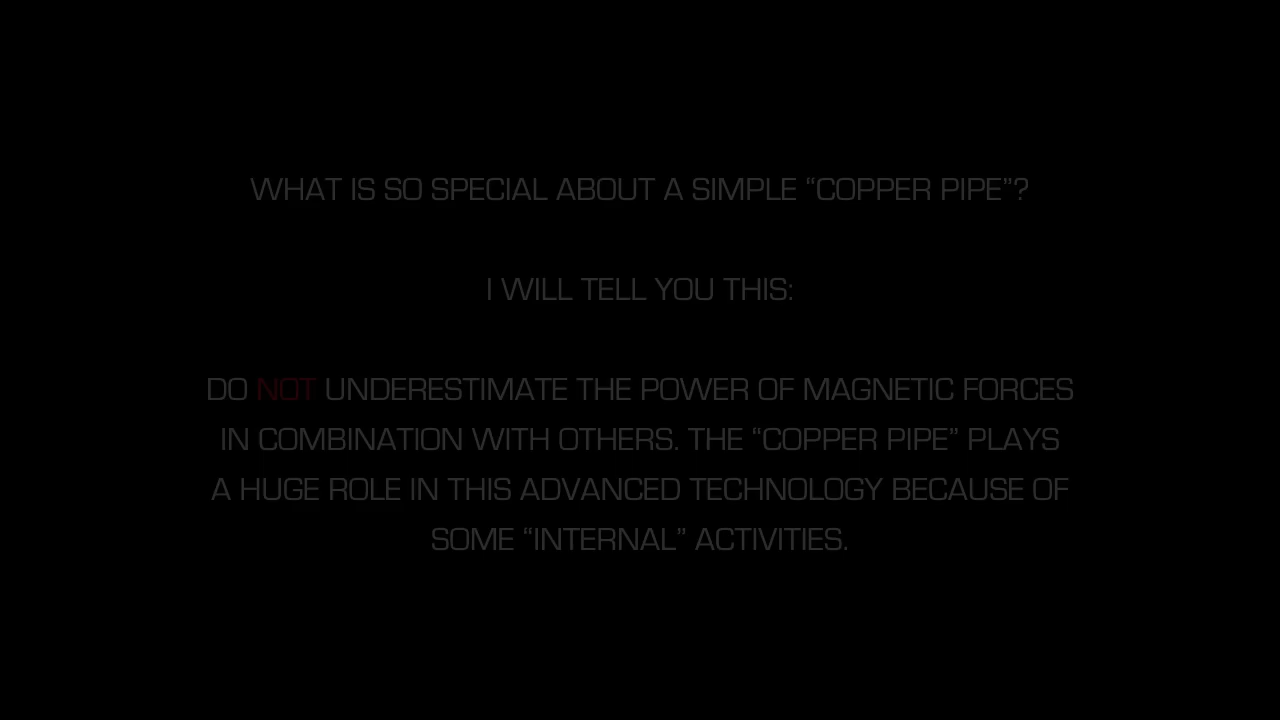 WHAT IS SO SPECIAL ABOUT A SIMPLE “COPPER PIPE”?
I WILL TELL YOU THIS:
DO NOT UNDERESTIMATE THE POWER OF MAGNETIC FORCES
IN COMBINATION WITH OTHERS. THE “COPPER PIPE” PLAYS
A HUGE ROLE IN THIS ADVANCED TECHNOLOGY BECAUSE OF
SOME “INTERNAL” ACTIVITIES.